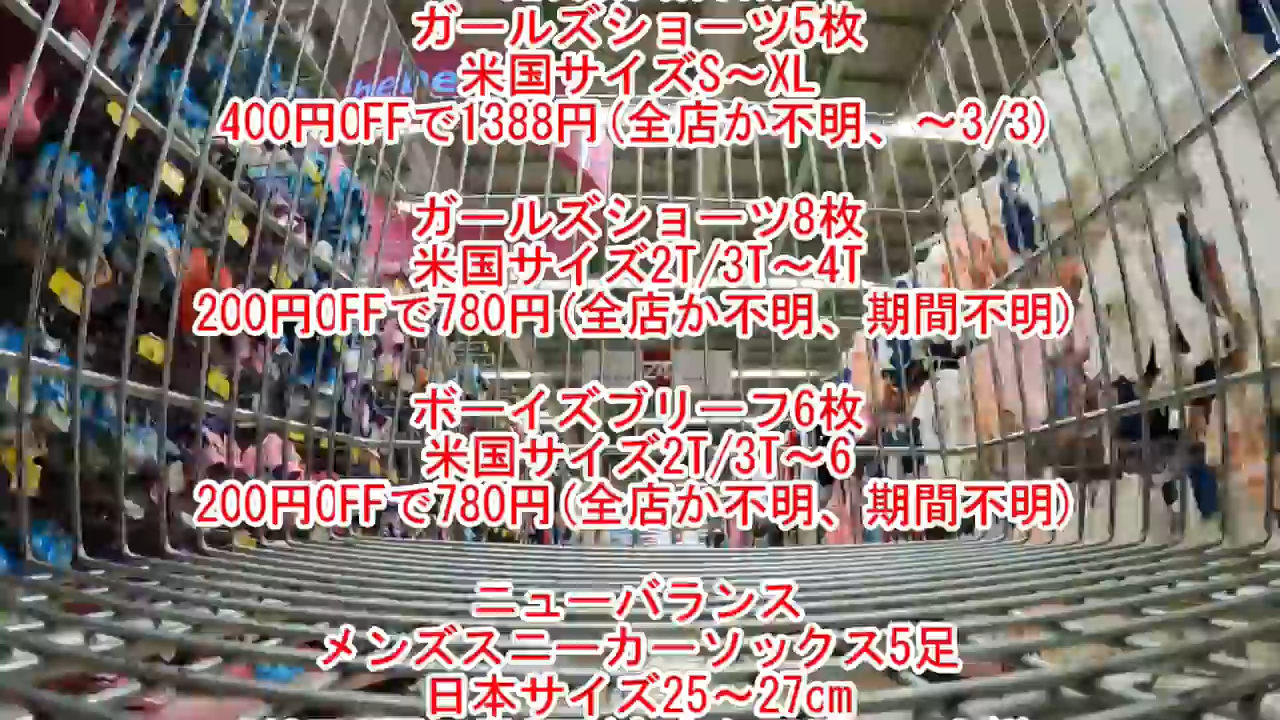 ガールズショーツ5枚
米国サイズS～XL
400円OFFで1388円(全店か不明、～3/3)
ガールズショーツ8枚
米国サイズ2T/3T～4T
200円OFFで780円(全店か不明、期間不明)
ボーイズブリーフ6枚
米国サイズ2T/3T～6
200円OFFで780円(全店か不明、期間不明)
ニューバランス
メンズスニーカーソックス5足
日本サイズ25～27cm